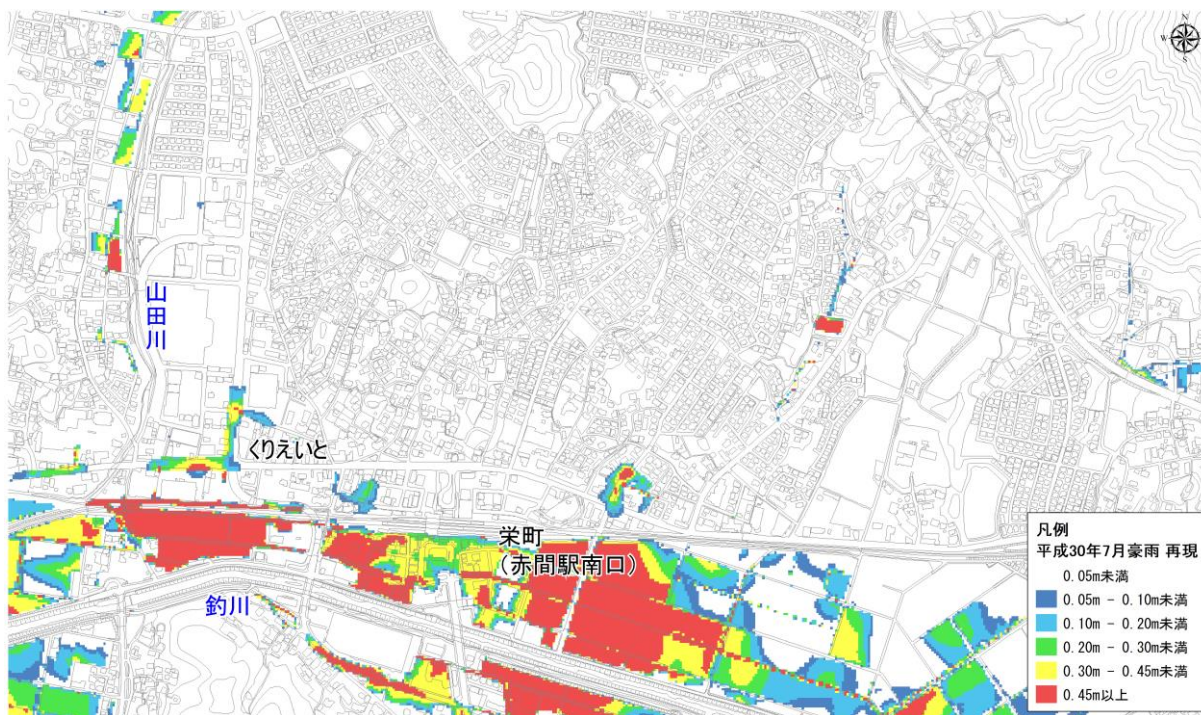 N
W
S
山田川
くりえいと
栄町
(赤間駅南口)
釣川
凡例
平成30年7月豪雨 再現
0.05m未満
0.05m - 0.10m未満
0.10m - 0.20m未満
0.20m - 0.30m未満
0.30m - 0.45m未満
0.45m以上